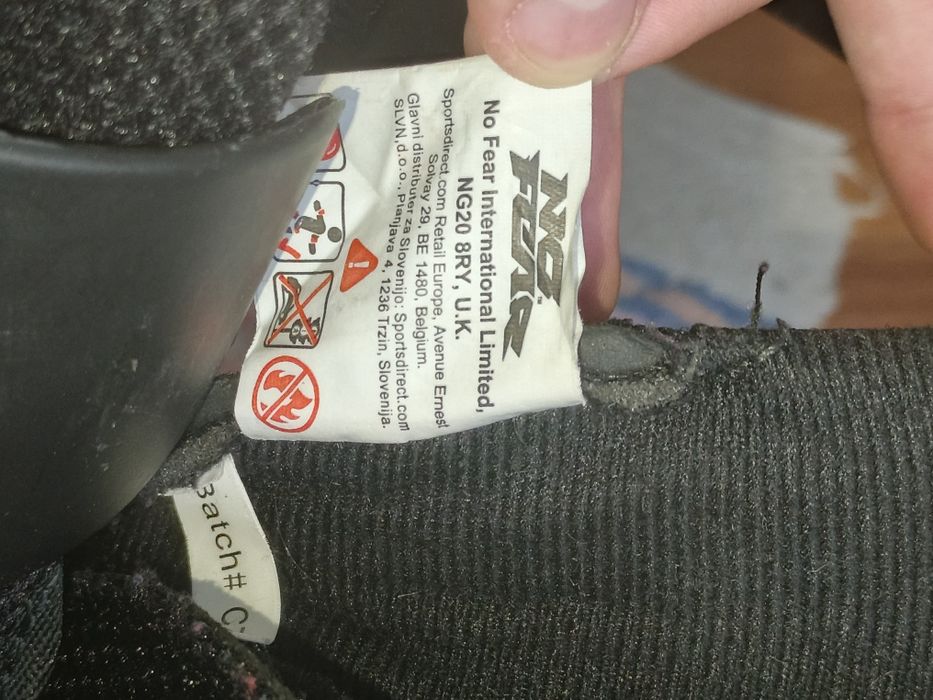 NO
FEAR™
No Fear International Limited,
NG20 8RY, U.K.
Sportsdirect.com Retail Europe, Avenue Ernest
Solvay 29, BE 1480, Belgium.
Glavni distributer za Slovenijo: Sportsdirect.com
SLVN,d.o.o., Planjava 4, 1236 Trzin, Slovenija.
Batch#